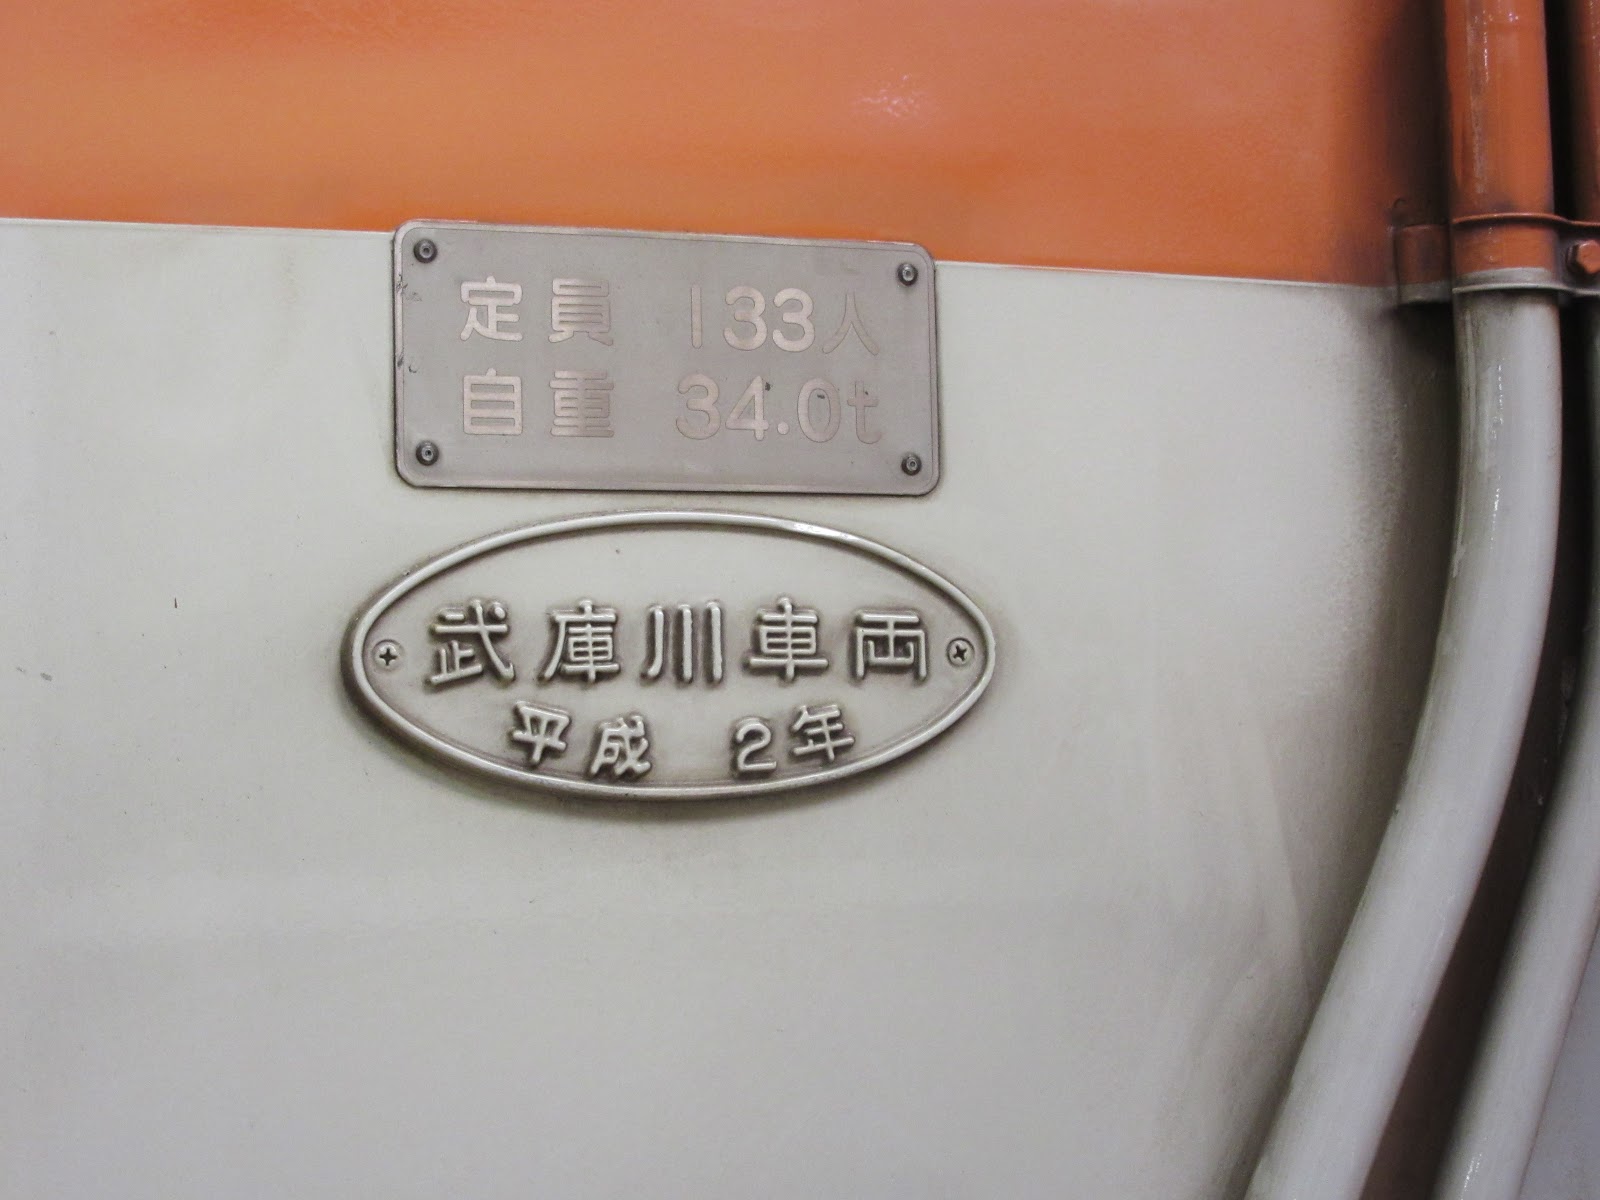 定員 133人
自重 34.0t
武庫川車両
平成 2年